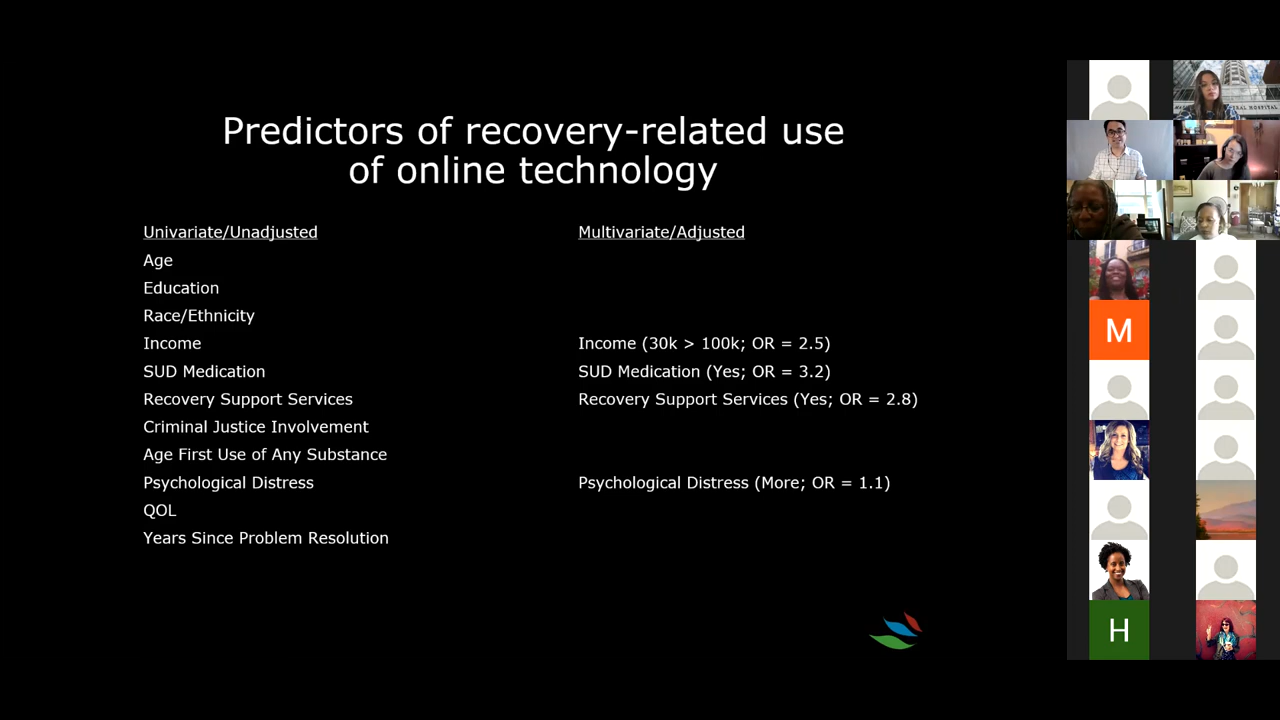 Predictors of recovery-related use
of online technology
Univariate/Unadjusted
Multivariate/Adjusted
Age
Education
Race/Ethnicity
Income
Income (30k > 100k; OR = 2.5)
SUD Medication
SUD Medication (Yes; OR = 3.2)
Recovery Support Services
Recovery Support Services (Yes; OR = 2.8)
Criminal Justice Involvement
Age First Use of Any Substance
Psychological Distress
Psychological Distress (More; OR = 1.1)
QOL
Years Since Problem Resolution
HOSPITAL
M
H